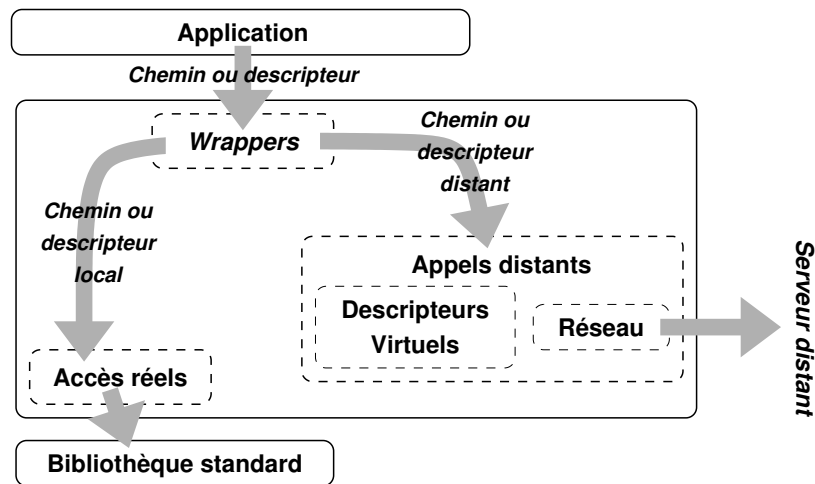 Application
Chemin ou descripteur
Wrappers
Chemin ou
descripteur
distant
Chemin ou
descripteur
local
Appels distants
Descripteurs
Virtuels
Réseau
Serveur distant
Accès réels
Bibliothèque standard